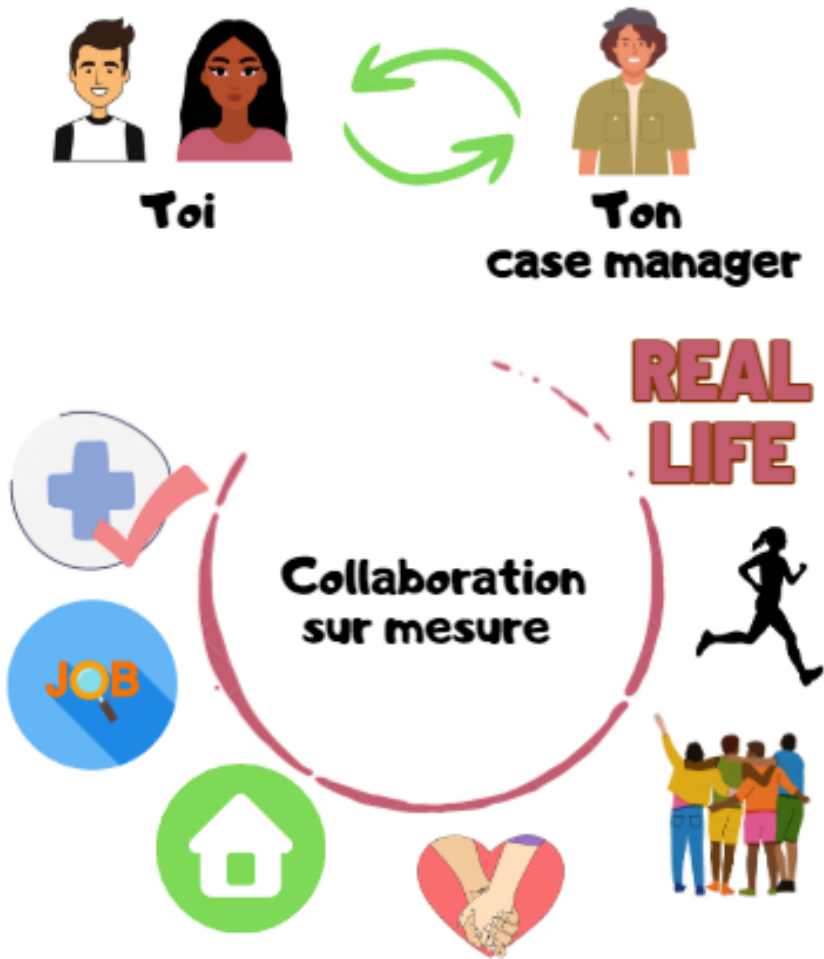 Toi
Ton
case manager
REAL
LIFE
Collaboration
sur mesure
JOB